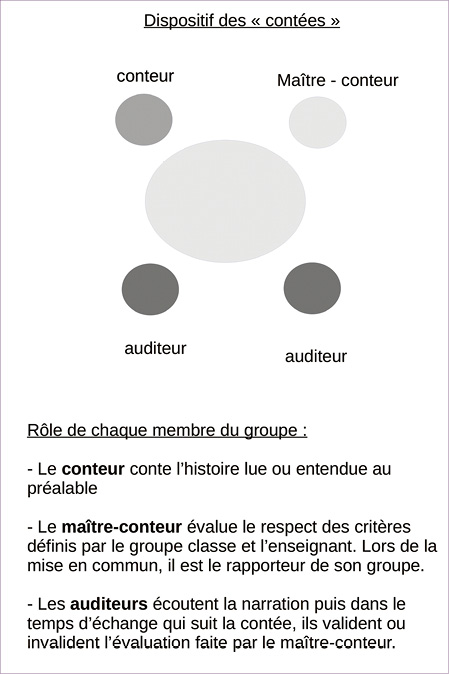 Dispositif des « contées »
conteur
Maître - conteur
auditeur
auditeur
Rôle de chaque membre du groupe :
- Le conteur conte l’histoire lue ou entendue au
préalable
- Le maître-conteur évalue le respect des critères
définis par le groupe classe et l’enseignant. Lors de la
mise en commun, il est le rapporteur de son groupe.
- Les auditeurs écoutent la narration puis dans le
temps d’échange qui suit la contée, ils valident ou
invalident l’évaluation faite par le maître-conteur.